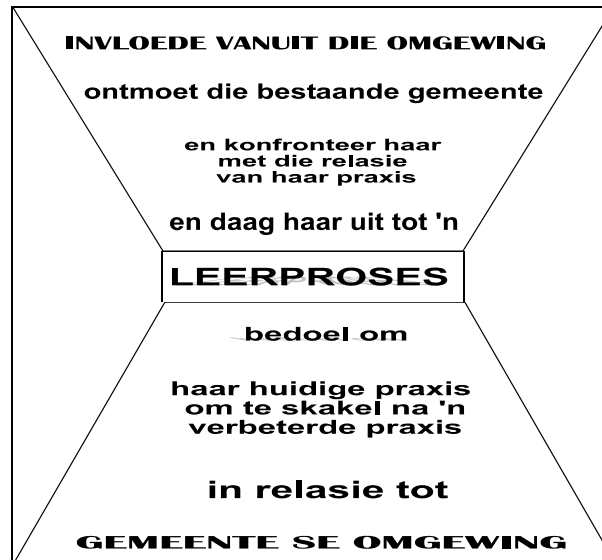 INVLOEDE VANUIT DIE OMGEWING
ontmoet die bestaande gemeente
en konfronteer haar
met die relasie
van haar praxis
en daag haar uit tot 'n
LEERPROSES
bedoel om
haar huidige praxis
om te skakel na 'n
verbeterde praxis
in relasie tot
GEMEENTE SE OMGEWING